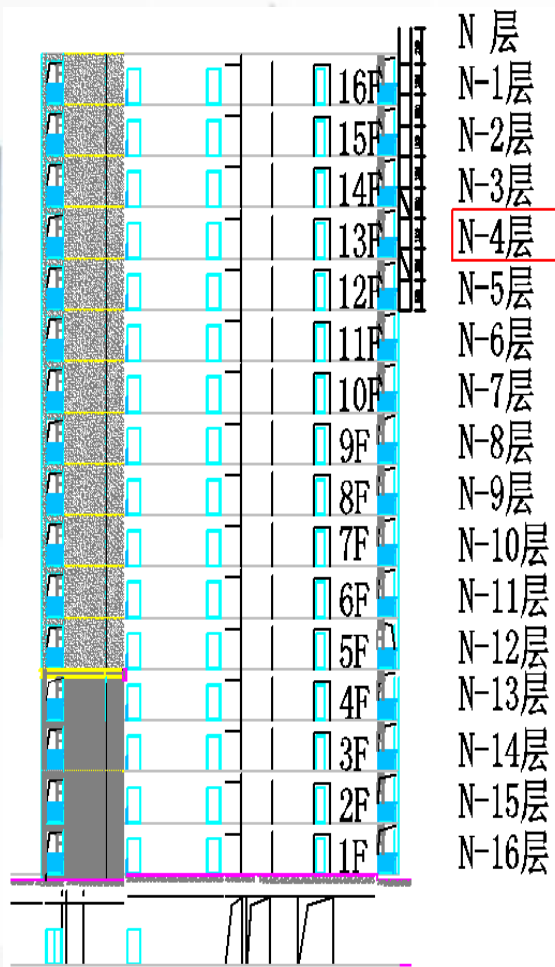 N 层
16F N-1层
15F N-2层
14F N-3层
13F N-4层
12F N-5层
11F N-6层
10F N-7层
9F N-8层
8F N-9层
7F N-10层
6F N-11层
5F N-12层
4F N-13层
3F N-14层
2F N-15层
1F N-16层